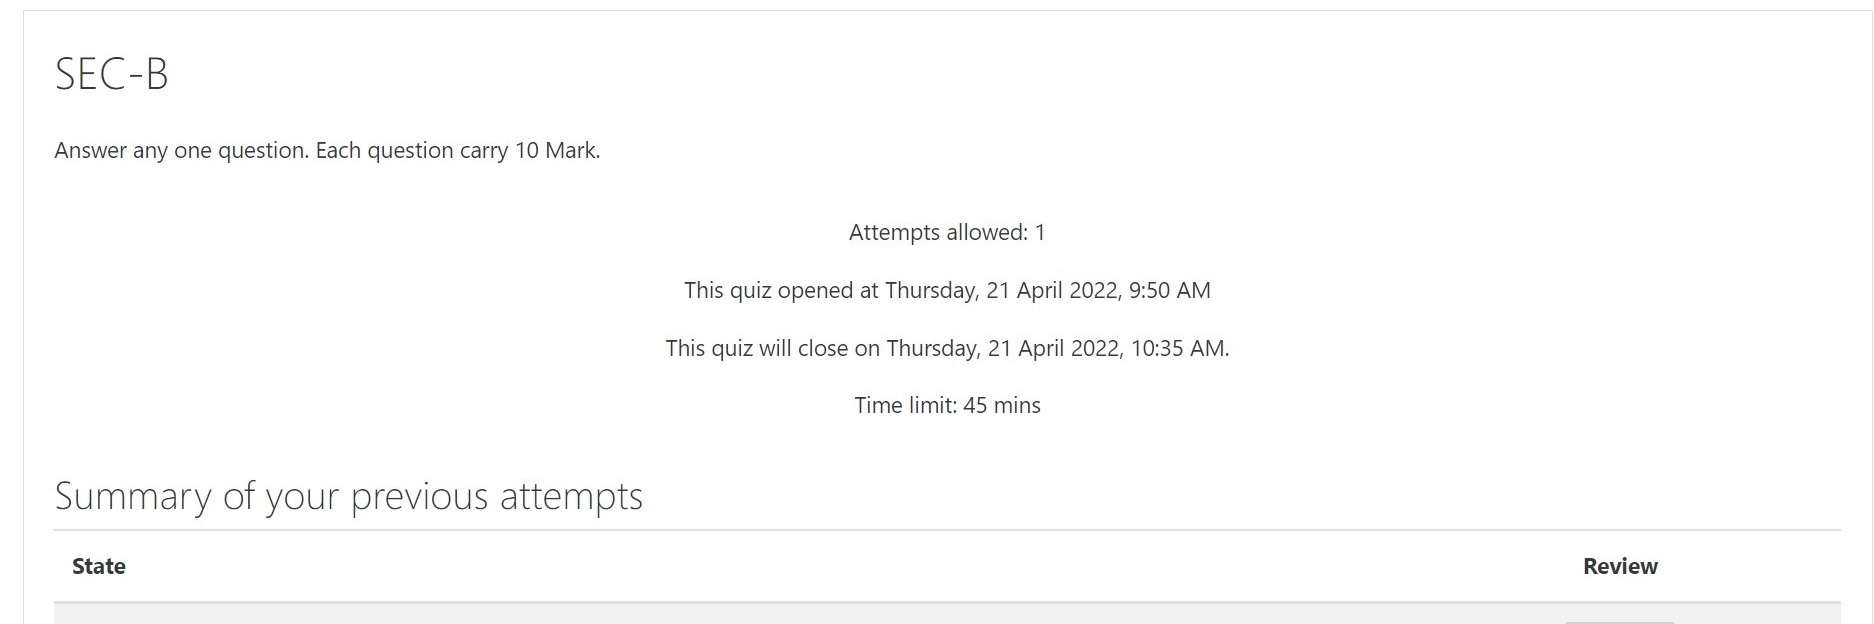 SEC-B
Answer any one question. Each question carry 10 Mark.
Attempts allowed: 1
This quiz opened at Thursday, 21 April 2022, 9:50 AM
This quiz will close on Thursday, 21 April 2022, 10:35 AM.
Time limit: 45 mins
Summary of your previous attempts
State Review